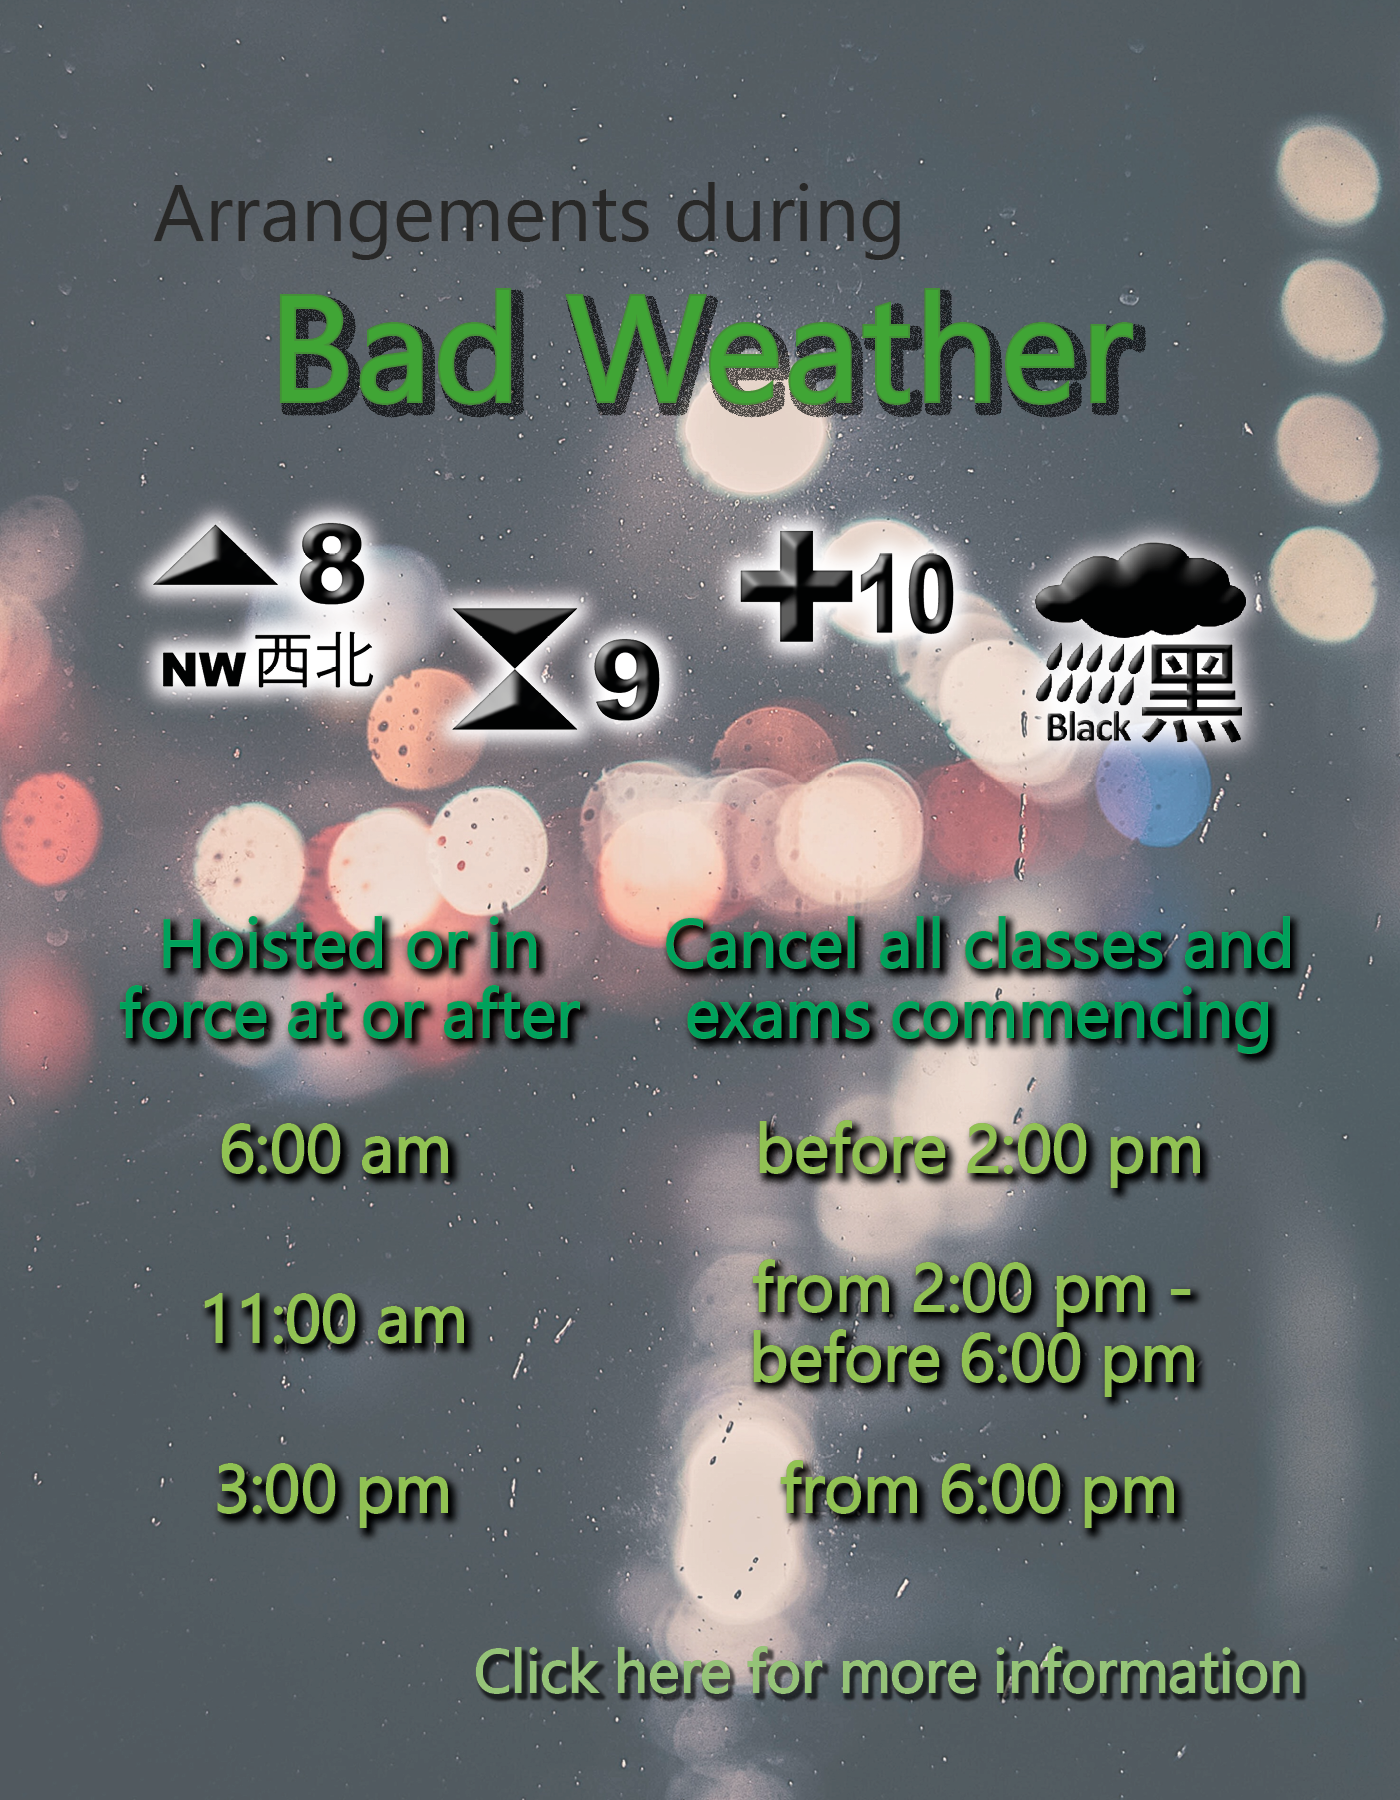 Arrangements during
Bad Weather
8
NW 西北
9
10
黑
Black
Hoisted or in
force at or after
Cancel all classes and
exams commencing
6:00 am
before 2:00 pm
11:00 am
from 2:00 pm -
before 6:00 pm
3:00 pm
from 6:00 pm
Click here for more information